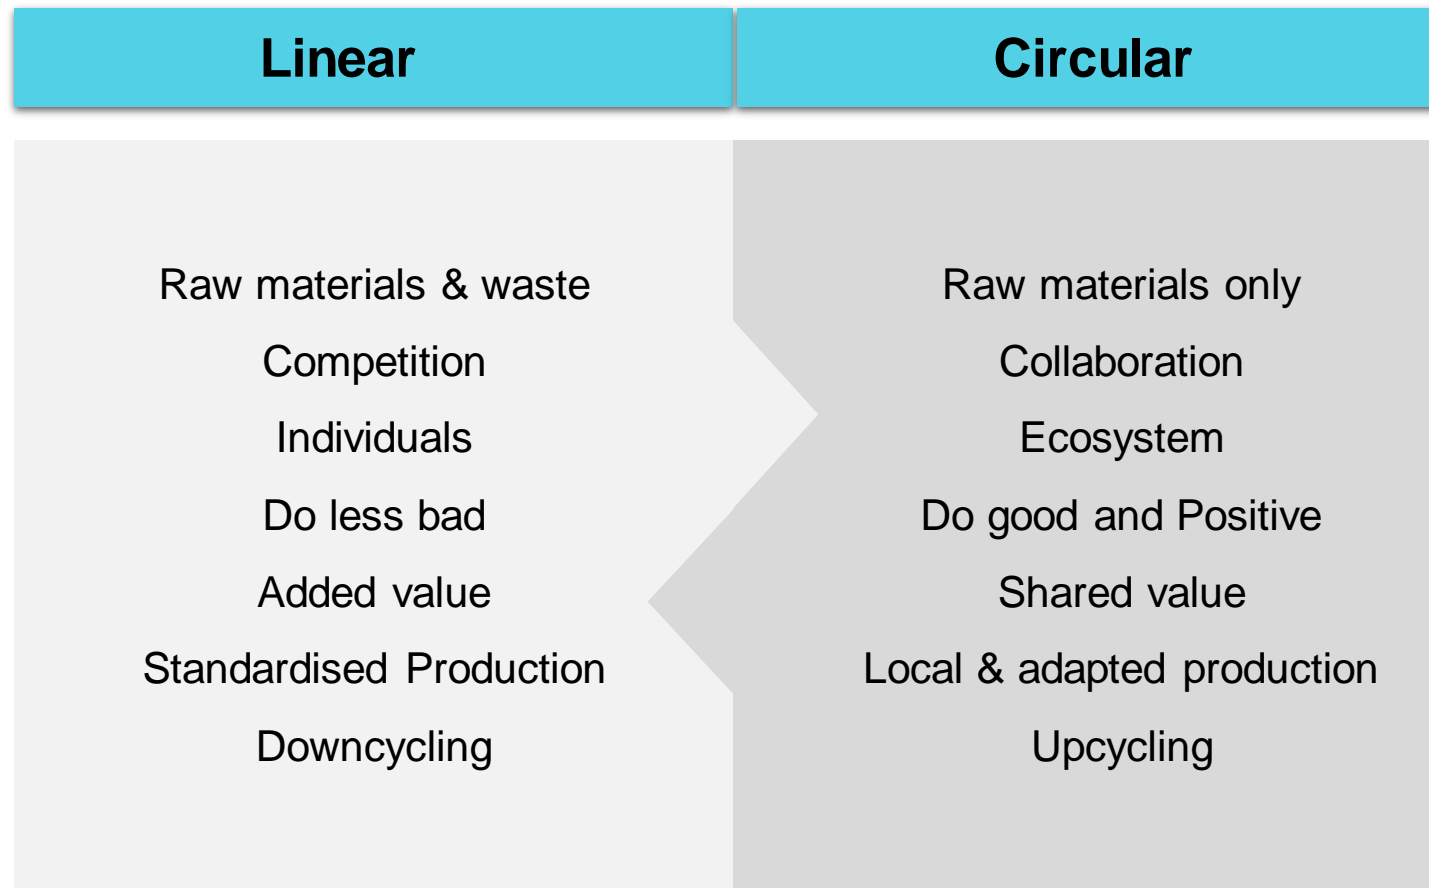 Linear
Circular
Raw materials & waste
Competition
Individuals
Do less bad
Added value
Standardised Production
Downcycling
Raw materials only
Collaboration
Ecosystem
Do good and Positive
Shared value
Local & adapted production
Upcycling